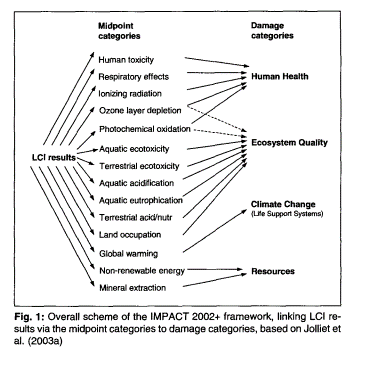 Midpoint categories
Damage categories
Human toxicity
Respiratory effects
Human Health
Ionizing radiation
Ozone layer depletion
Photochemical oxidation
Ecosystem Quality
Aquatic ecotoxicity
LCI results
Terrestrial ecotoxicity
Aquatic acidification
Aquatic eutrophication
Climate Change
(Life Support Systems)
Terrestrial acid/nutr
Land occupation
Global warming
Non-renewable energy
Resources
Mineral extraction
Fig. 1: Overall scheme of the IMPACT 2002+ framework, linking LCI re-
sults via the midpoint categories to damage categories, based on Jolliet et
al. (2003a)